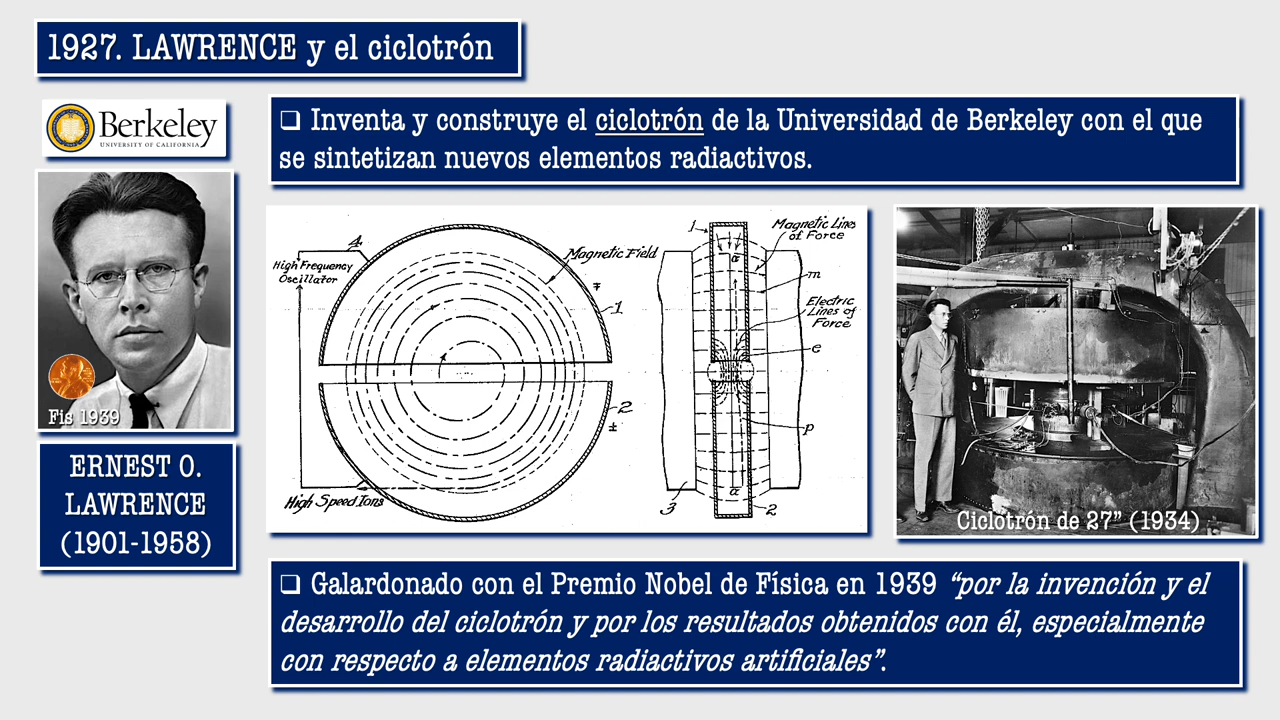 1927. LAWRENCE y el ciclotrón
Berkeley
UNIVERSITY OF CALIFORNIA
❑ Inventa y construye el ciclotrón de la Universidad de Berkeley con el que
se sintetizan nuevos elementos radiactivos.
Fis 1939
ERNEST O.
LAWRENCE
(1901-1958)
4
High Frequency
Oscillator
Magnetic Field
∓
1
2
±
High Speed Ions
1
Magnetic Lines
of Force
a
m
Electric
Lines of
Force
e
p
a
3
2
Ciclotrón de 27” (1934)
❑ Galardonado con el Premio Nobel de Física en 1939 “por la invención y el
desarrollo del ciclotrón y por los resultados obtenidos con él, especialmente
con respecto a elementos radiactivos artificiales”.